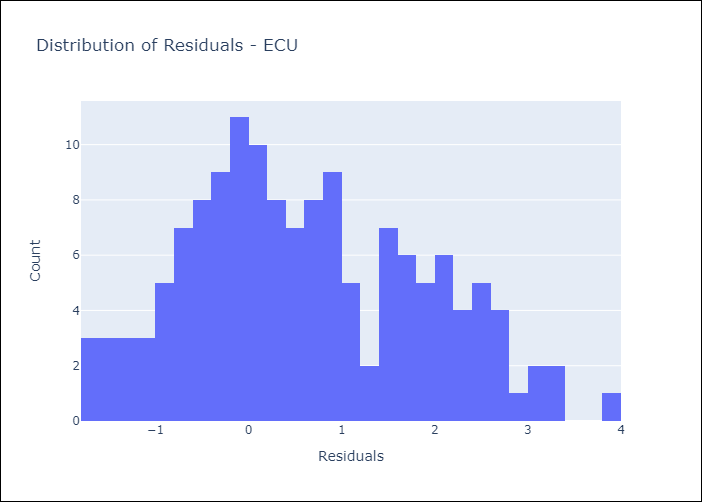 Distribution of Residuals - ECU
Count
10
8
6
4
2
0
−1 0 1 2 3 4
Residuals